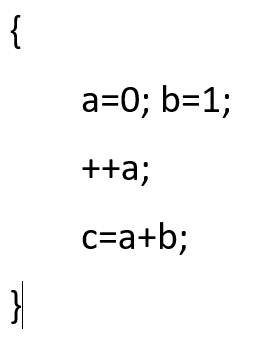 {
a=0; b=1;
++a;
c=a+b;
}